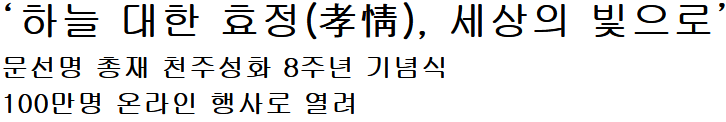 ‘하늘 대한 효정(孝情), 세상의 빛으로’
문선명 총재 천주성화 8주년 기념식
100만명 온라인 행사로 열려